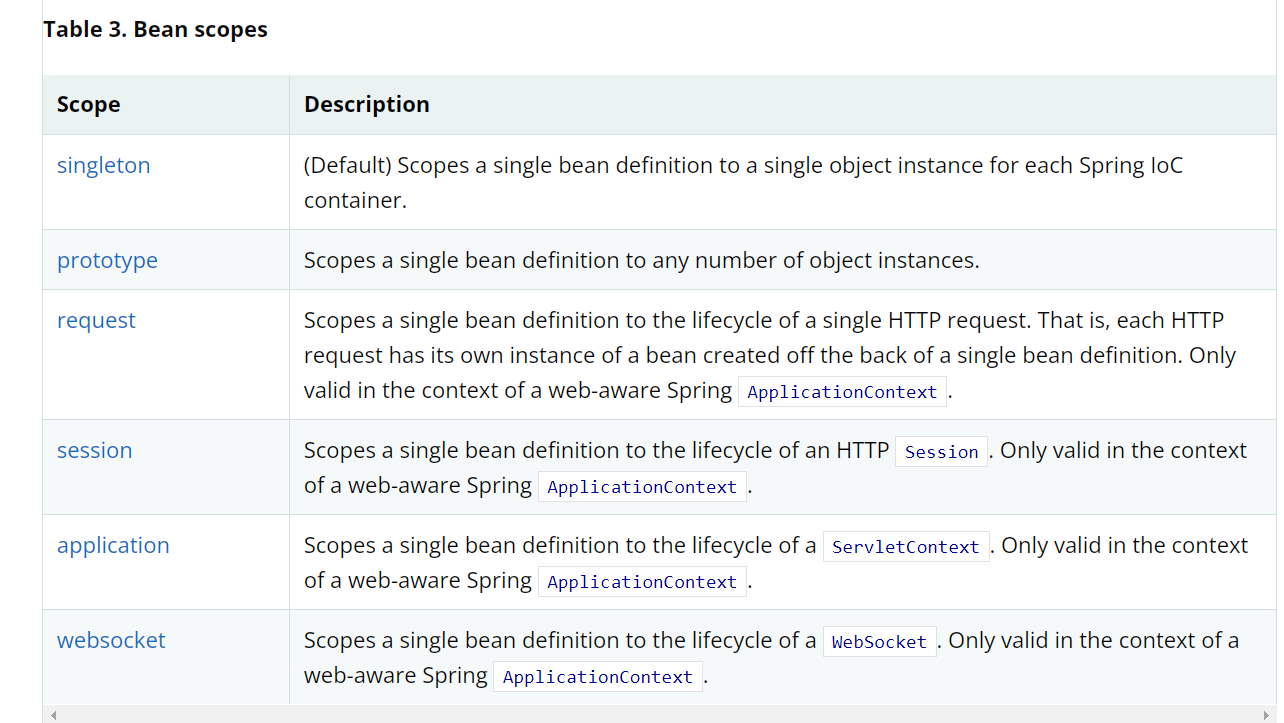 Table 3. Bean scopes
Scope Description
singleton (Default) Scopes a single bean definition to a single object instance for each Spring IoC
container.
prototype Scopes a single bean definition to any number of object instances.
request Scopes a single bean definition to the lifecycle of a single HTTP request. That is, each HTTP
request has its own instance of a bean created off the back of a single bean definition. Only
valid in the context of a web-aware Spring ApplicationContext.
session Scopes a single bean definition to the lifecycle of an HTTP Session. Only valid in the context
of a web-aware Spring ApplicationContext.
application Scopes a single bean definition to the lifecycle of a ServletContext. Only valid in the context
of a web-aware Spring ApplicationContext.
websocket Scopes a single bean definition to the lifecycle of a WebSocket. Only valid in the context of a
web-aware Spring ApplicationContext.